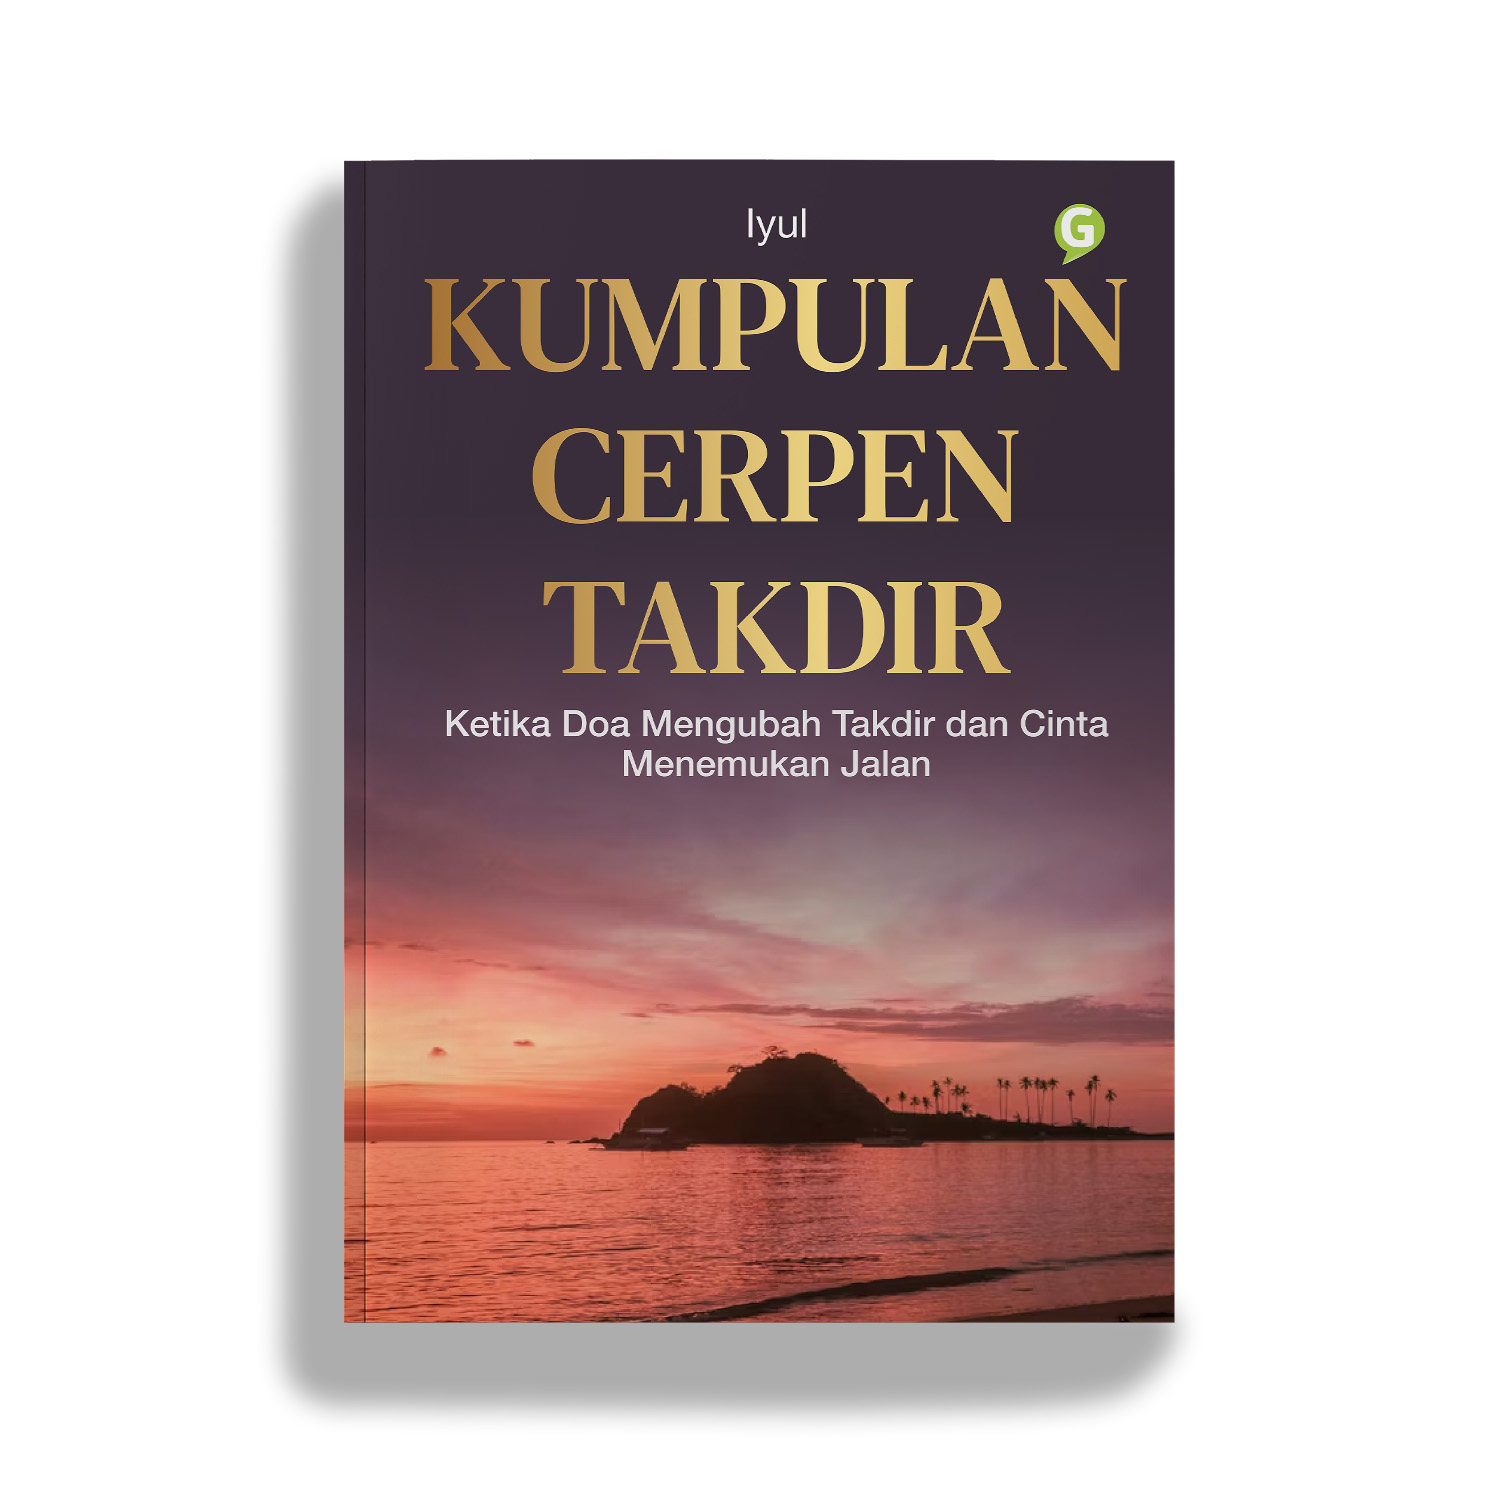 Iyul
G
KUMPULAN
CERPEN
TAKDIR
Ketika Doa Mengubah Takdir dan Cinta
Menemukan Jalan